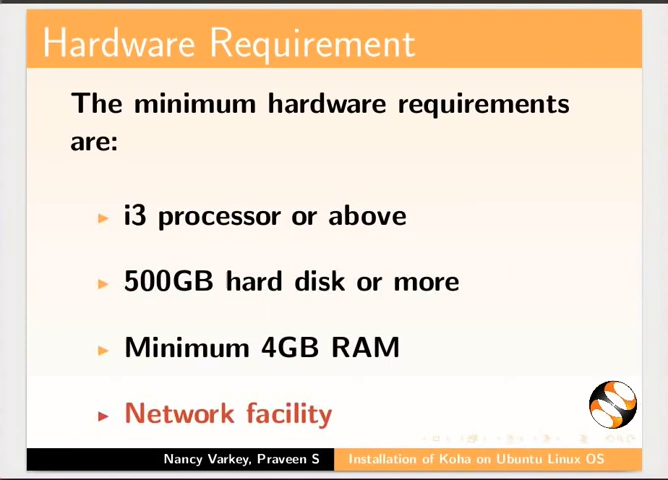 Hardware Requirement
The minimum hardware requirements
are:
i3 processor or above
500GB hard disk or more
Minimum 4GB RAM
Network facility
Nancy Varkey, Praveen S
Installation of Koha on Ubuntu Linux OS